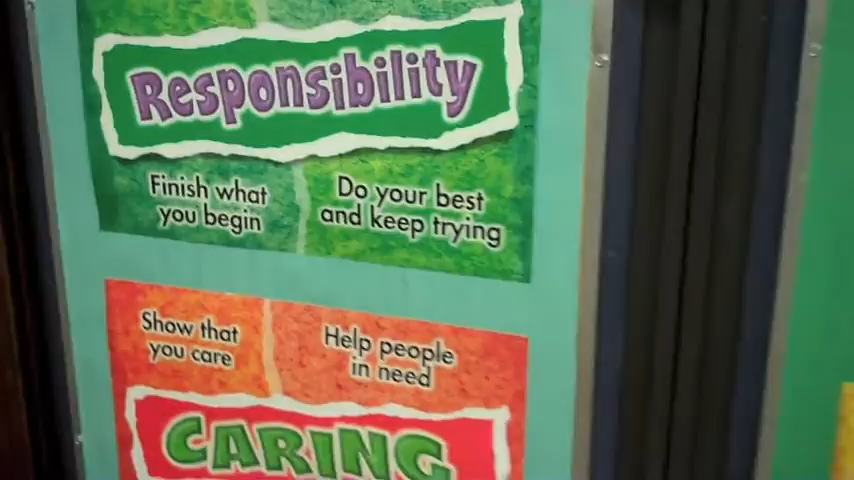 Responsibility
Finish what
you begin
Do your best
and keep trying
Show that
you care
Help people
in need
CARING